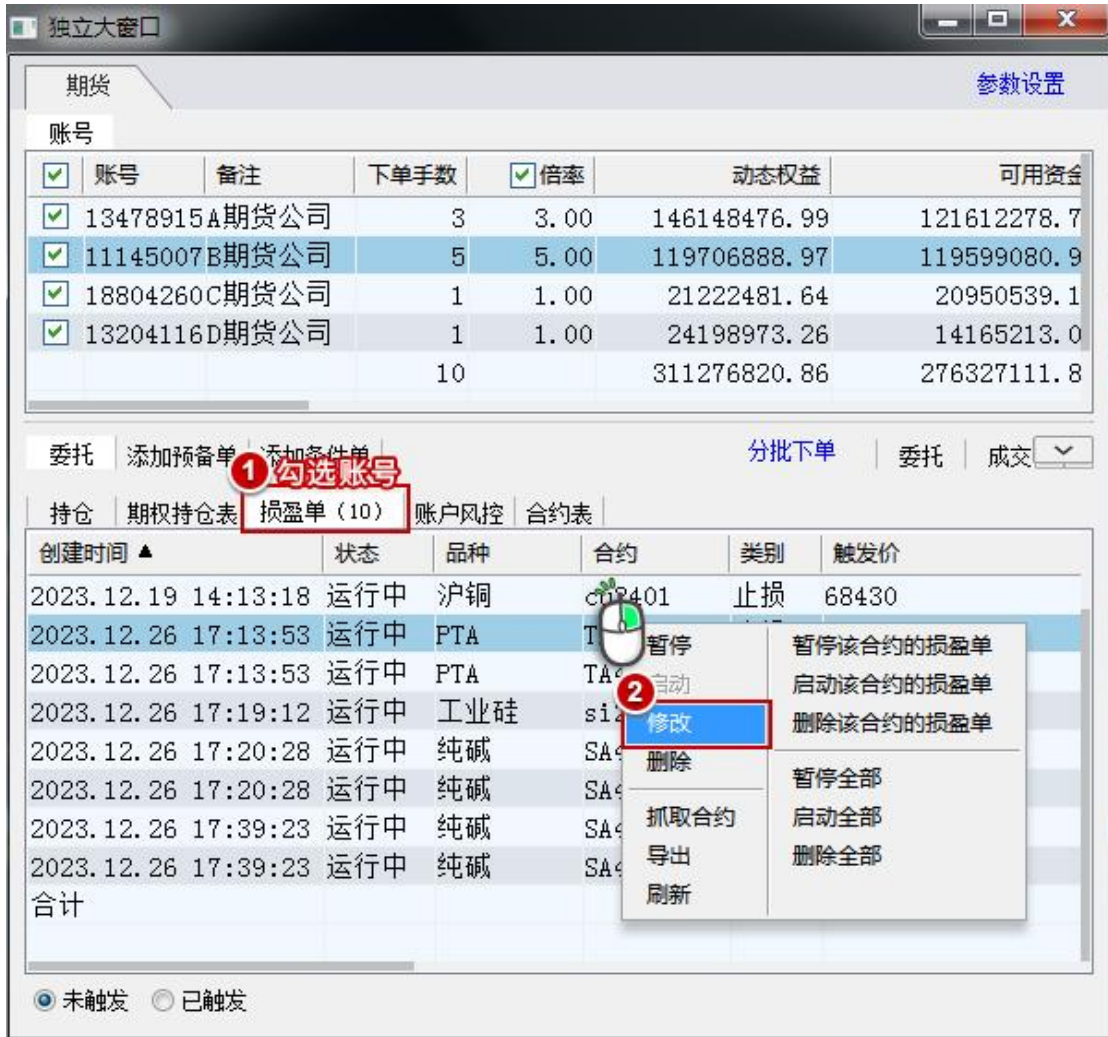 独立大窗口
期货 参数设置
账号
账号 备注 下单手数 倍率 动态权益 可用资金
13478915 A期货公司 3 3.00 146148476.99 121612278.7
11145007 B期货公司 5 5.00 119706888.97 119599080.9
18804260 C期货公司 1 1.00 21222481.64 20950539.1
13204116 D期货公司 1 1.00 24198973.26 14165213.0
10 311276820.86 276327111.8
委托 添加预备单 添加条件单 分批下单 委托 成交
1 勾选账号
持仓 期权持仓表 损盈单（10） 账户风控 合约表
创建时间 ▲ 状态 品种 合约 类别 触发价
2023.12.19 14:13:18 运行中 沪铜 cu2401 止损 68430
2023.12.26 17:13:53 运行中 PTA
2023.12.26 17:13:53 运行中 PTA
2023.12.26 17:19:12 运行中 工业硅
2023.12.26 17:20:28 运行中 纯碱
2023.12.26 17:20:28 运行中 纯碱
2023.12.26 17:39:23 运行中 纯碱
2023.12.26 17:39:23 运行中 纯碱
合计
暂停 暂停该合约的损盈单
启动 启动该合约的损盈单
2
修改 删除该合约的损盈单
删除 暂停全部
抓取合约 启动全部
导出 删除全部
刷新
未触发 已触发